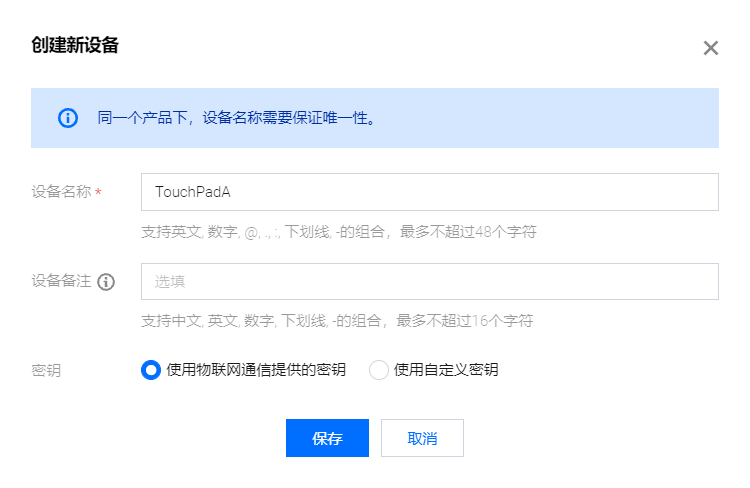 创建新设备
同一个产品下，设备名称需要保证唯一性。
设备名称 * TouchPadA
支持英文, 数字, @, ., :, 下划线, -的组合，最多不超过48个字符
设备备注 选填
支持中文, 英文, 数字, 下划线, -的组合，最多不超过16个字符
密钥 使用物联网通信提供的密钥 使用自定义密钥
保存 取消